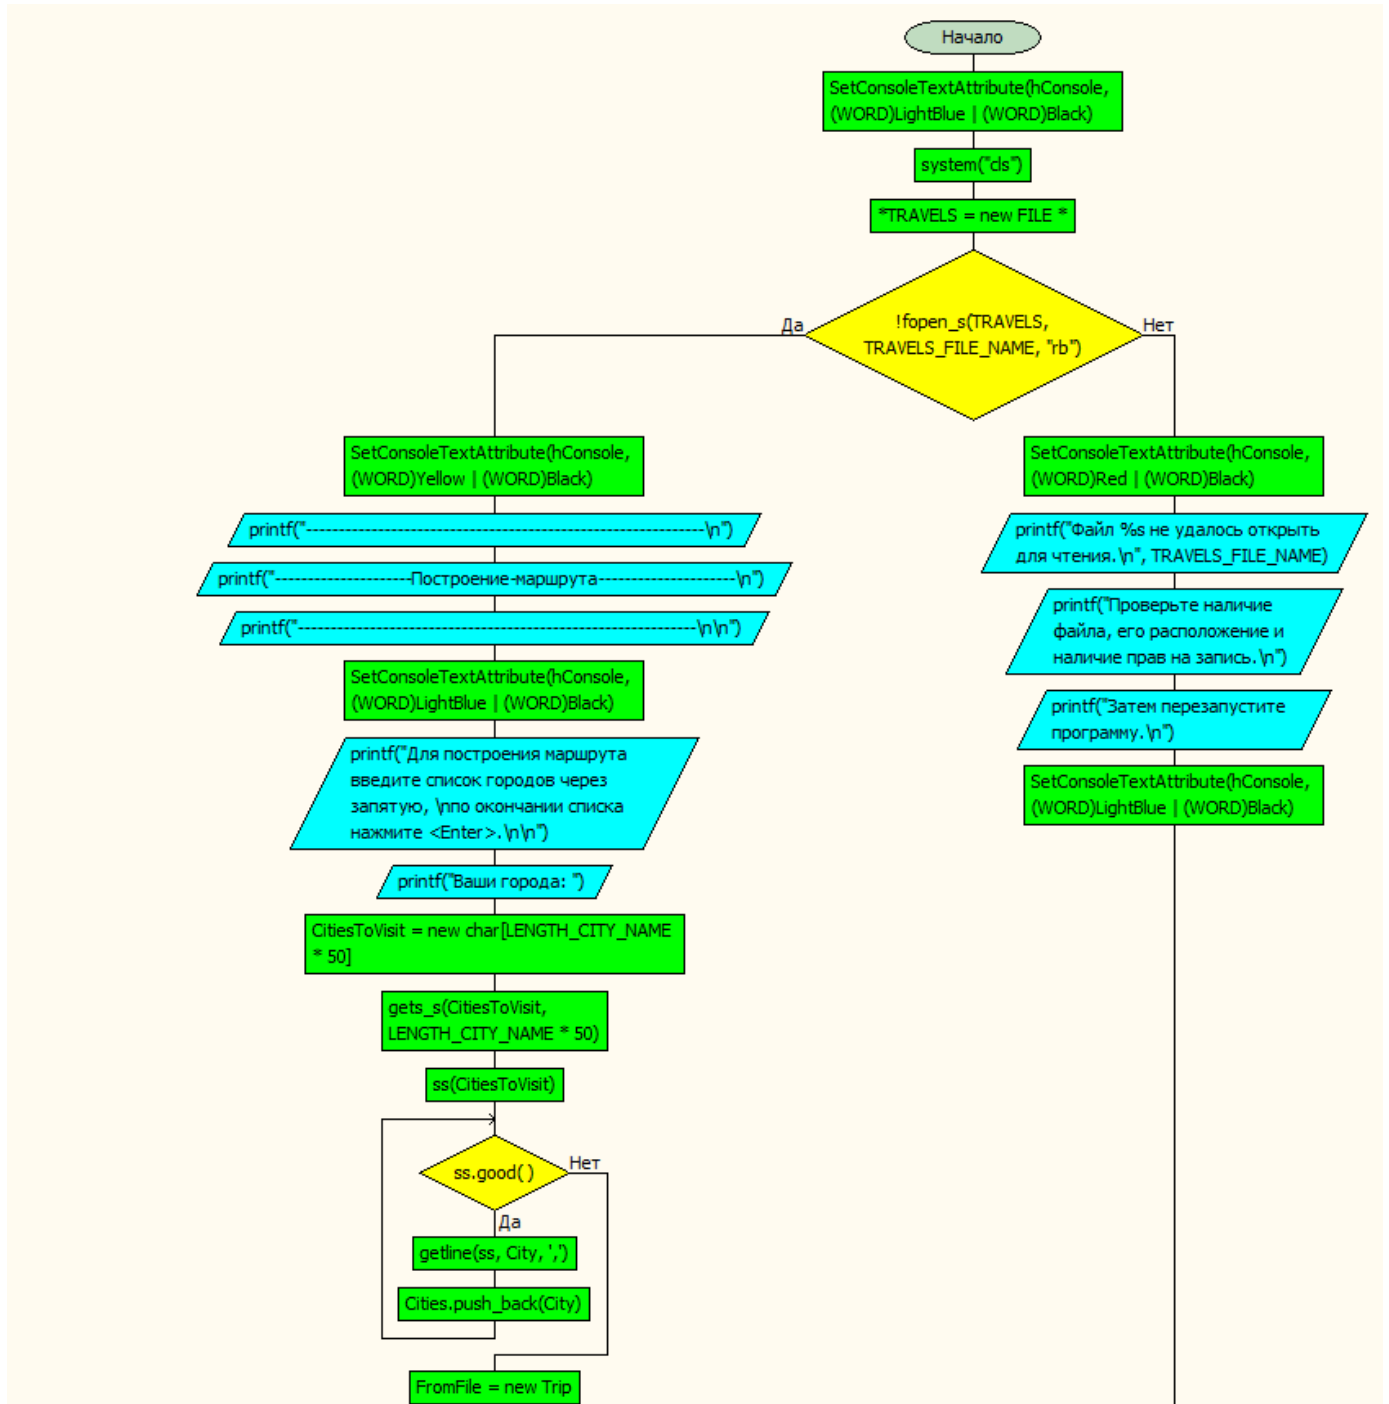 Начало
SetConsoleTextAttribute(hConsole,
(WORD)LightBlue | (WORD)Black)
system("cls")
*TRAVELS = new FILE *
!fopen_s(TRAVELS,
TRAVELS_FILE_NAME, "rb")
Да
Нет
SetConsoleTextAttribute(hConsole,
(WORD)Yellow | (WORD)Black)
printf("-------------------------------------------------------------\n")
printf("---------------------Построение-маршрута---------------------\n")
printf("-------------------------------------------------------------\n\n")
SetConsoleTextAttribute(hConsole,
(WORD)LightBlue | (WORD)Black)
printf("Для построения маршрута
введите список городов через
запятую, \nпо окончании списка
нажмите <Enter>.\n\n")
printf("Ваши города: ")
CitiesToVisit = new char[LENGTH_CITY_NAME
* 50]
gets_s(CitiesToVisit,
LENGTH_CITY_NAME * 50)
ss(CitiesToVisit)
ss.good( )
Нет
Да
getline(ss, City, ',')
Cities.push_back(City)
FromFile = new Trip
SetConsoleTextAttribute(hConsole,
(WORD)Red | (WORD)Black)
printf("Файл %s не удалось открыть
для чтения.\n", TRAVELS_FILE_NAME)
printf("Проверьте наличие
файла, его расположение и
наличие прав на запись.\n")
printf("Затем перезапустите
программу.\n")
SetConsoleTextAttribute(hConsole,
(WORD)LightBlue | (WORD)Black)